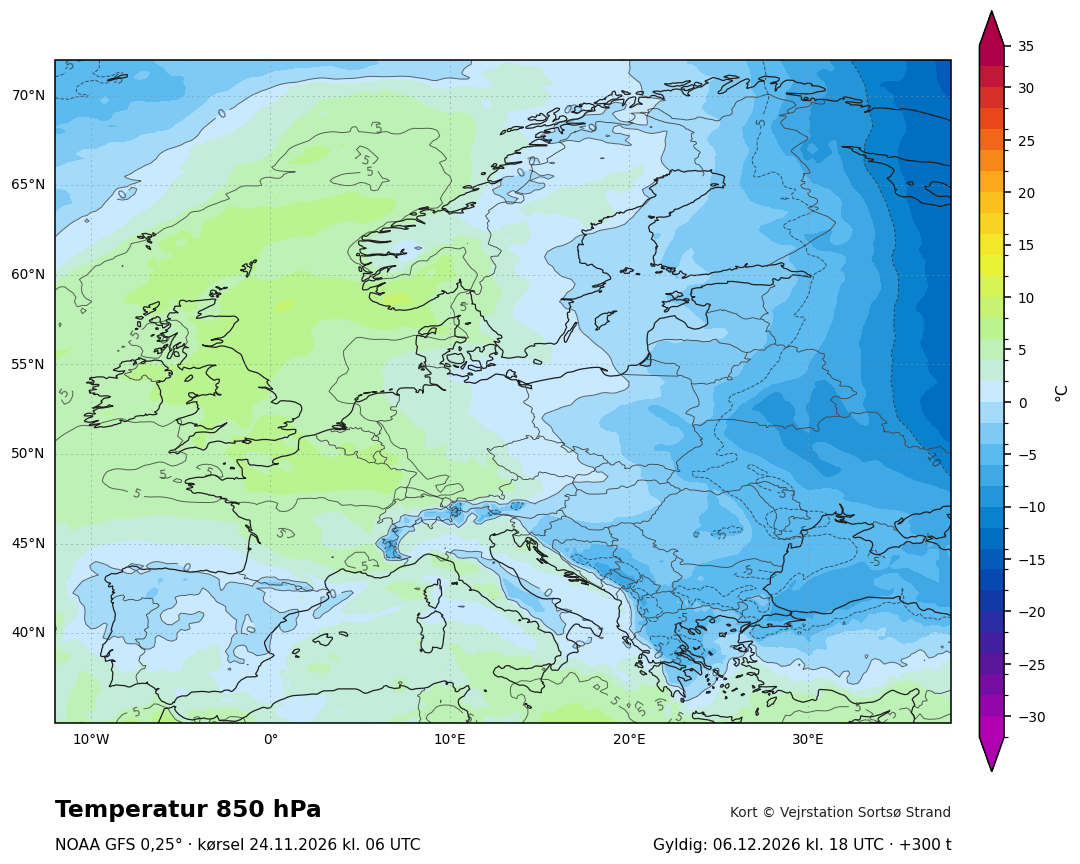 35
30
25
20
15
10
5
0
−5
−10
−15
−20
−25
−30
°C
70°N
65°N
60°N
55°N
50°N
45°N
40°N
10°W
0°
10°E
20°E
30°E
Temperatur 850 hPa
Kort © Vejrstation Sortsø Strand
NOAA GFS 0,25° · kørsel 24.11.2026 kl. 06 UTC
Gyldig: 06.12.2026 kl. 18 UTC · +300 t